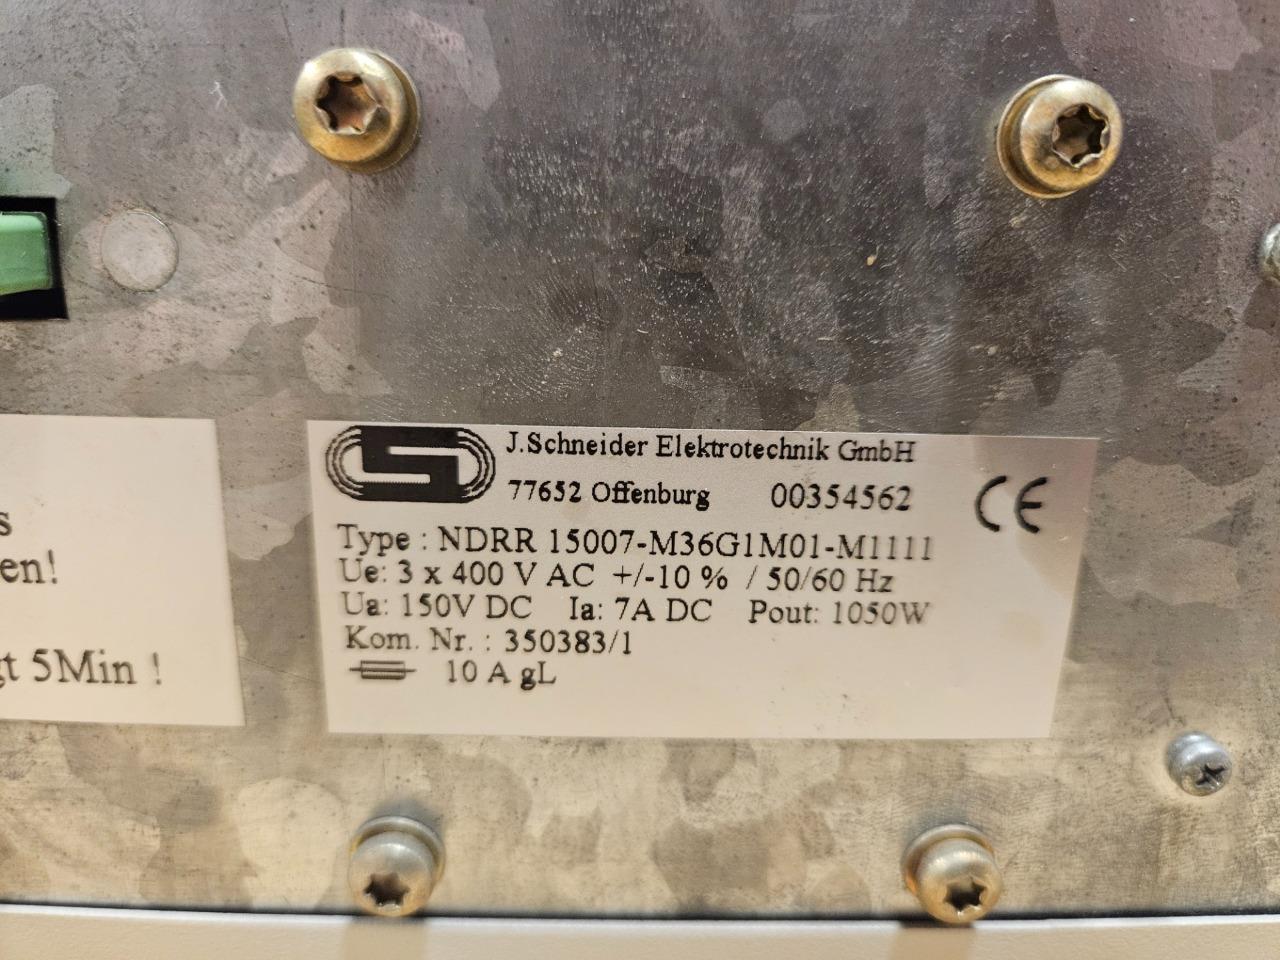 en!
5Min !
J.Schneider Elektrotechnik GmbH
77652 Offenburg 00354562 CE
Type : NDRR 15007-M36G1M01-M1111
Ue: 3 x 400 V AC +/-10 % / 50/60 Hz
Ua: 150V DC Ia: 7A DC Pout: 1050W
Kom. Nr. : 350383/1
10 A gL